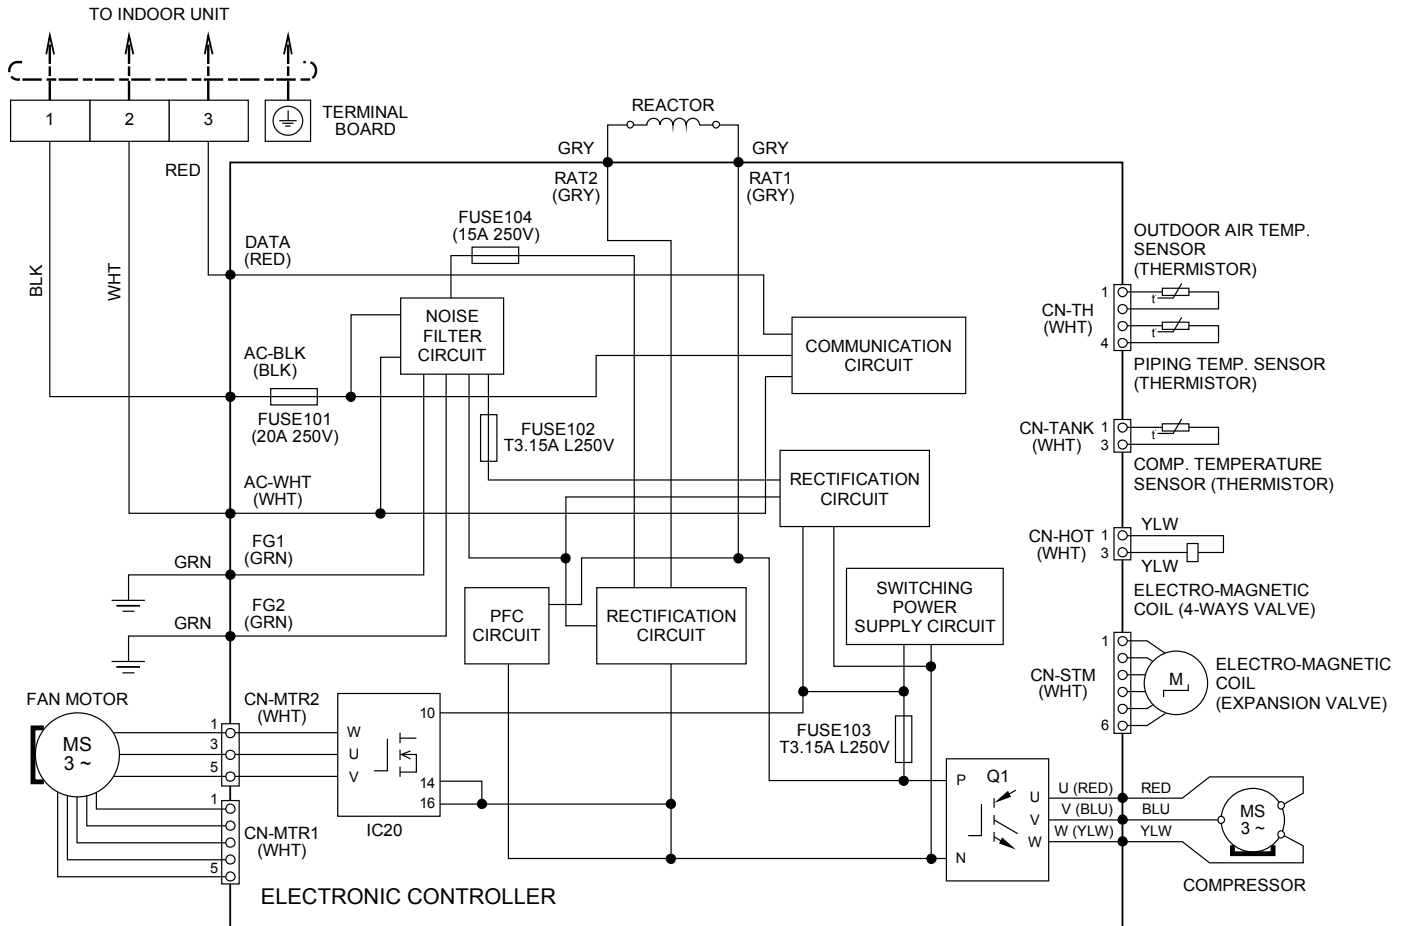 TO INDOOR UNIT
1
2
3
TERMINAL
BOARD
REACTOR
GRY
GRY
RED
RAT2
(GRY)
RAT1
(GRY)
BLK
WHT
DATA
(RED)
FUSE104
(15A 250V)
NOISE
FILTER
CIRCUIT
COMMUNICATION
CIRCUIT
AC-BLK
(BLK)
FUSE101
(20A 250V)
FUSE102
T3.15A L250V
RECTIFICATION
CIRCUIT
AC-WHT
(WHT)
GRN
FG1
(GRN)
GRN
FG2
(GRN)
PFC
CIRCUIT
RECTIFICATION
CIRCUIT
SWITCHING
POWER
SUPPLY CIRCUIT
OUTDOOR AIR TEMP.
SENSOR
(THERMISTOR)
CN-TH
(WHT)
1
4
t°
t°
PIPING TEMP. SENSOR
(THERMISTOR)
CN-TANK
(WHT)
1
3
t°
COMP. TEMPERATURE
SENSOR (THERMISTOR)
CN-HOT
(WHT)
1
3
YLW
YLW
ELECTRO-MAGNETIC
COIL (4-WAYS VALVE)
CN-STM
(WHT)
1
6
M
ELECTRO-MAGNETIC
COIL
(EXPANSION VALVE)
FAN MOTOR
MS
3 ~
CN-MTR2
(WHT)
1
3
5
W
U
V
10
14
16
IC20
1
5
CN-MTR1
(WHT)
FUSE103
T3.15A L250V
P
N
Q1
U
V
W
U (RED)
V (BLU)
W (YLW)
RED
BLU
YLW
MS
3 ~
COMPRESSOR
ELECTRONIC CONTROLLER